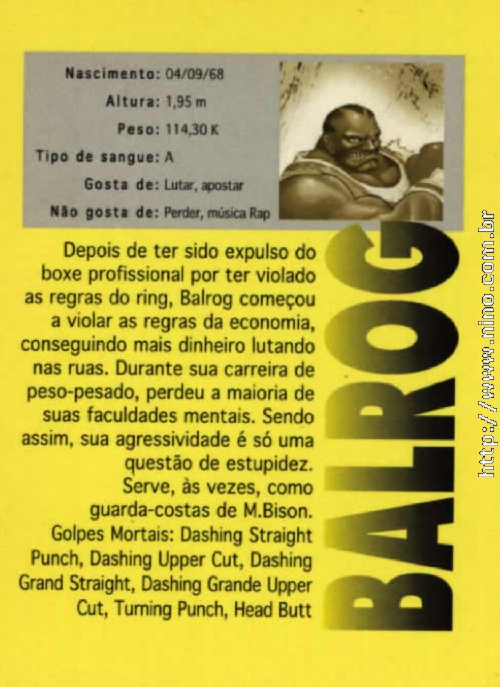 Nascimento: 04/09/68
Altura: 1,95 m
Peso: 114,30 K
Tipo de sangue: A
Gosta de: Lutar, apostar
Não gosta de: Perder, música Rap
Depois de ter sido expulso do
boxe profissional por ter violado
as regras do ring, Balrog começou
a violar as regras da economia,
conseguindo mais dinheiro lutando
nas ruas. Durante sua carreira de
peso-pesado, perdeu a maioria de
suas faculdades mentais. Sendo
assim, sua agressividade é só uma
questão de estupidez.
Serve, às vezes, como
guarda-costas de M.Bison.
Golpes Mortais: Dashing Straight
Punch, Dashing Upper Cut, Dashing
Grand Straight, Dashing Grande Upper
Cut, Turning Punch, Head Butt
BALROG
http://www.nino.com.br